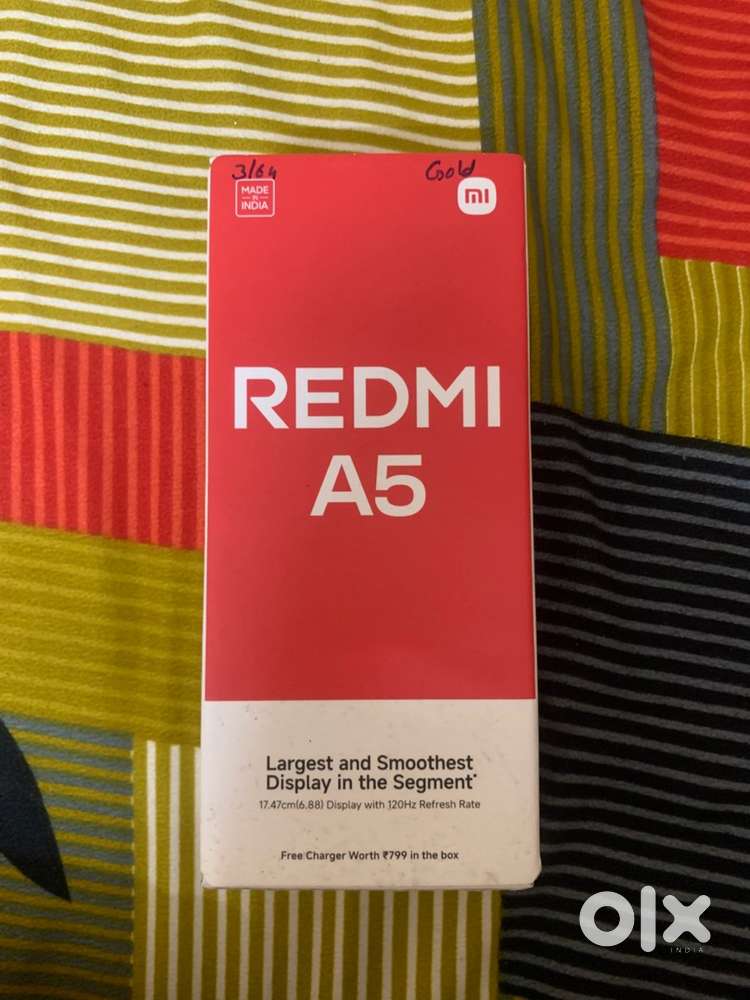 3/64 Gold
MADE
IN
INDIA
mi
REDMI
A5
Largest and Smoothest
Display in the Segment*
17.47cm(6.88) Display with 120Hz Refresh Rate
Free Charger Worth ₹799 in the box
olx
INDIA